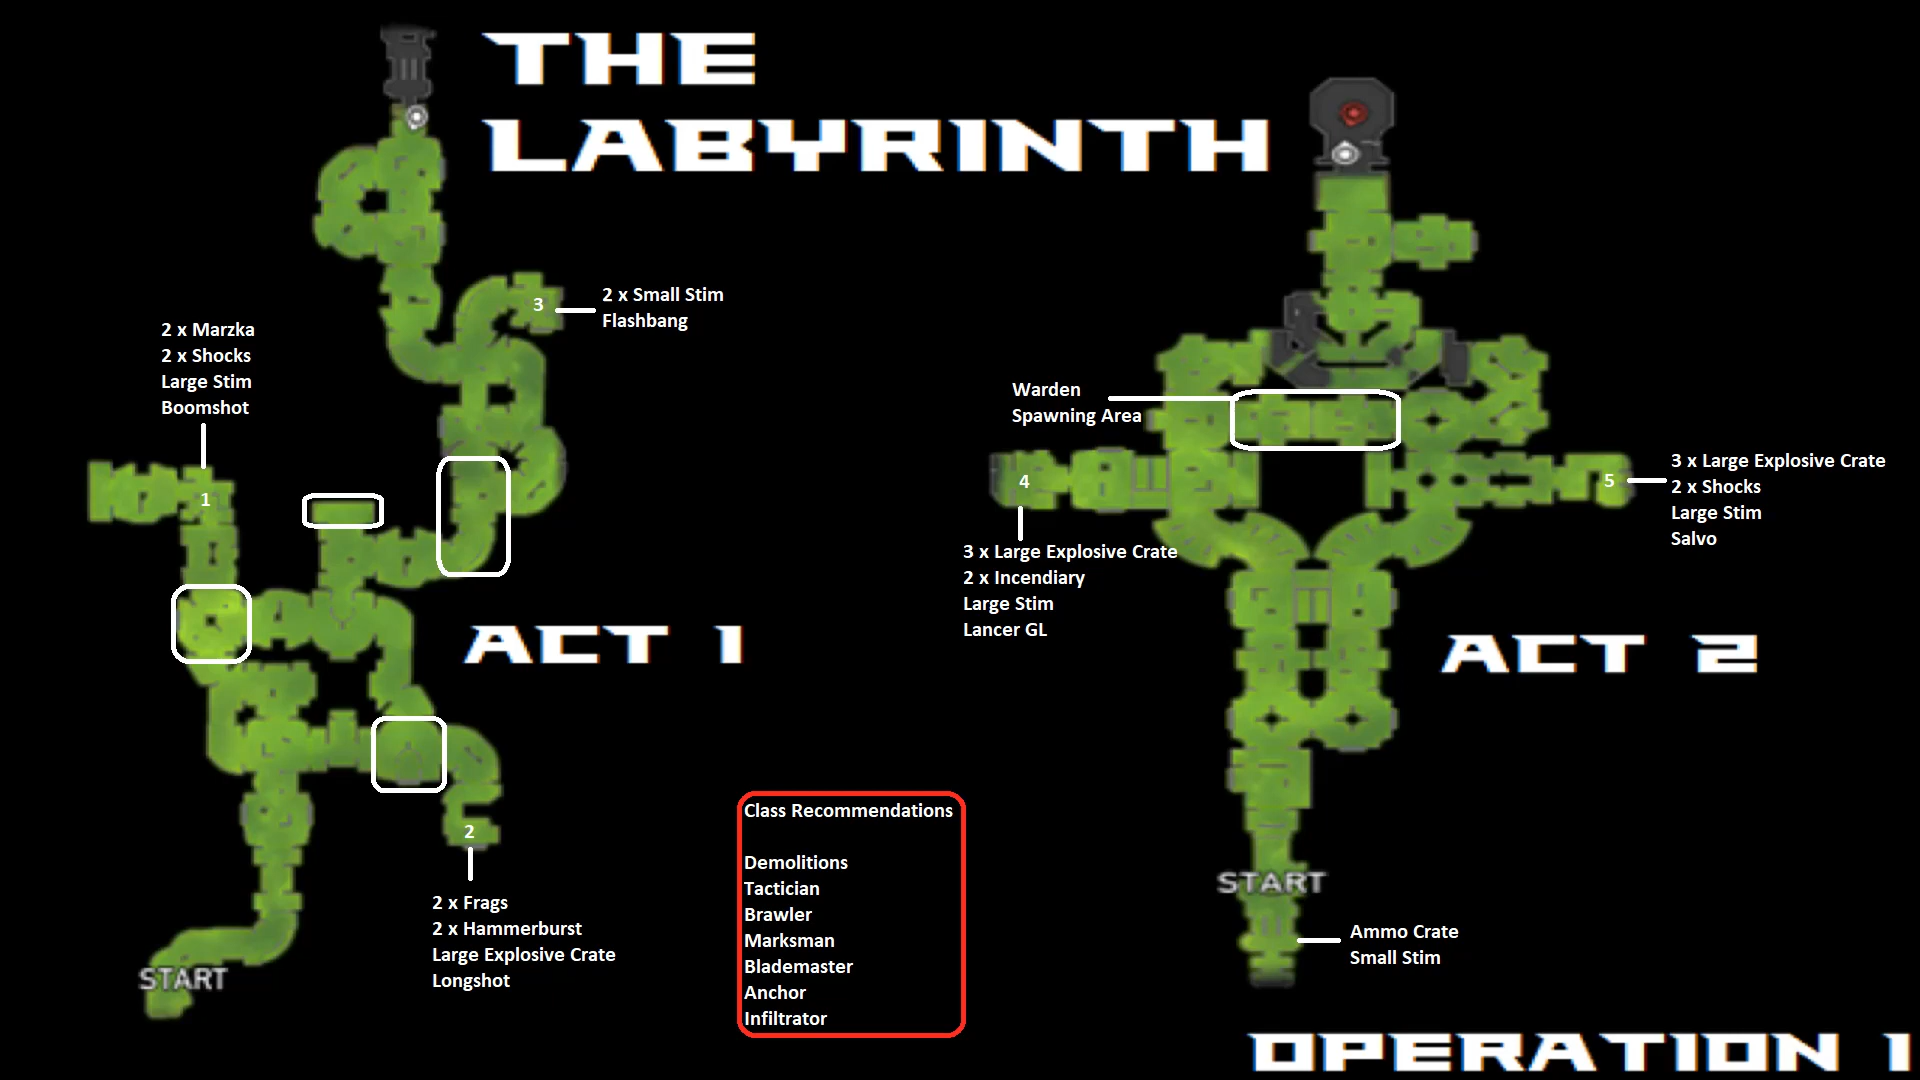 THE
LABYRINTH
2 x Small Stim
Flashbang
3
2 x Marzka
2 x Shocks
Large Stim
Boomshot
1
ACT 1
2
2 x Frags
2 x Hammerburst
Large Explosive Crate
Longshot
START
Class Recommendations
Demolitions
Tactician
Brawler
Marksman
Blademaster
Anchor
Infiltrator
Warden
Spawning Area
4
3 x Large Explosive Crate
2 x Incendiary
Large Stim
Lancer GL
5
3 x Large Explosive Crate
2 x Shocks
Large Stim
Salvo
ACT 2
START
Ammo Crate
Small Stim
OPERATION 1